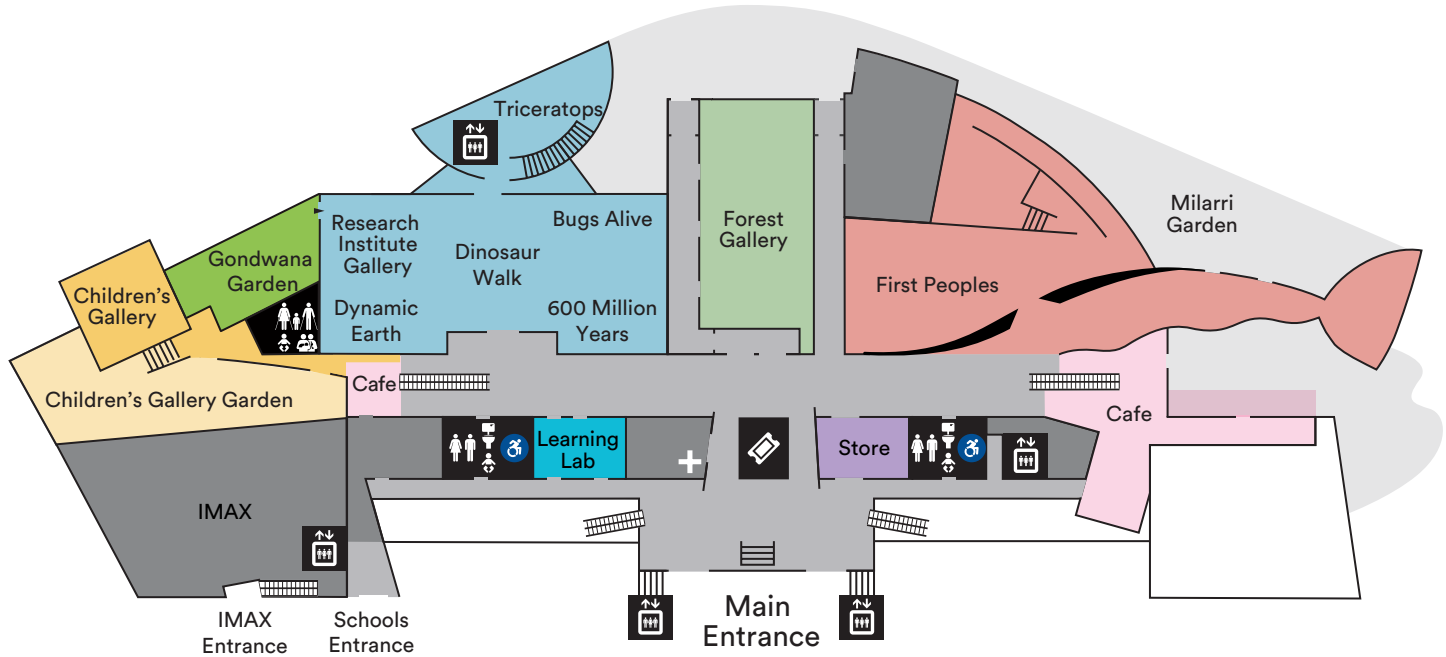 Triceratops
Research
Institute
Gallery
Bugs Alive
Dinosaur
Walk
Dynamic
Earth
600 Million
Years
Forest
Gallery
Milarri
Garden
First Peoples
Gondwana
Garden
Children's
Gallery
Children's Gallery Garden
Cafe
Cafe
Learning
Lab
Store
IMAX
IMAX
Entrance
Schools
Entrance
Main
Entrance